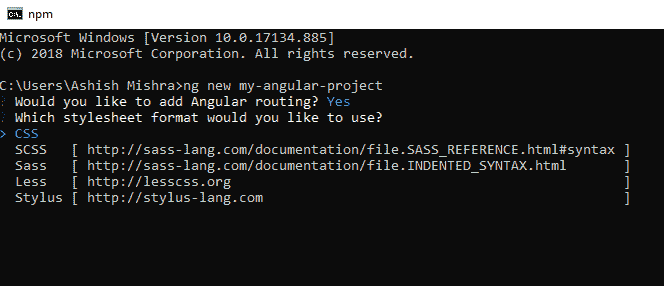 npm
Microsoft Windows [Version 10.0.17134.885]
(c) 2018 Microsoft Corporation. All rights reserved.
C:\Users\Ashish Mishra>ng new my-angular-project
? Would you like to add Angular routing? Yes
? Which stylesheet format would you like to use?
> CSS
SCSS   [ http://sass-lang.com/documentation/file.SASS_REFERENCE.html#syntax ]
Sass   [ http://sass-lang.com/documentation/file.INDENTED_SYNTAX.html       ]
Less   [ http://lesscss.org                                                 ]
Stylus [ http://stylus-lang.com                                             ]